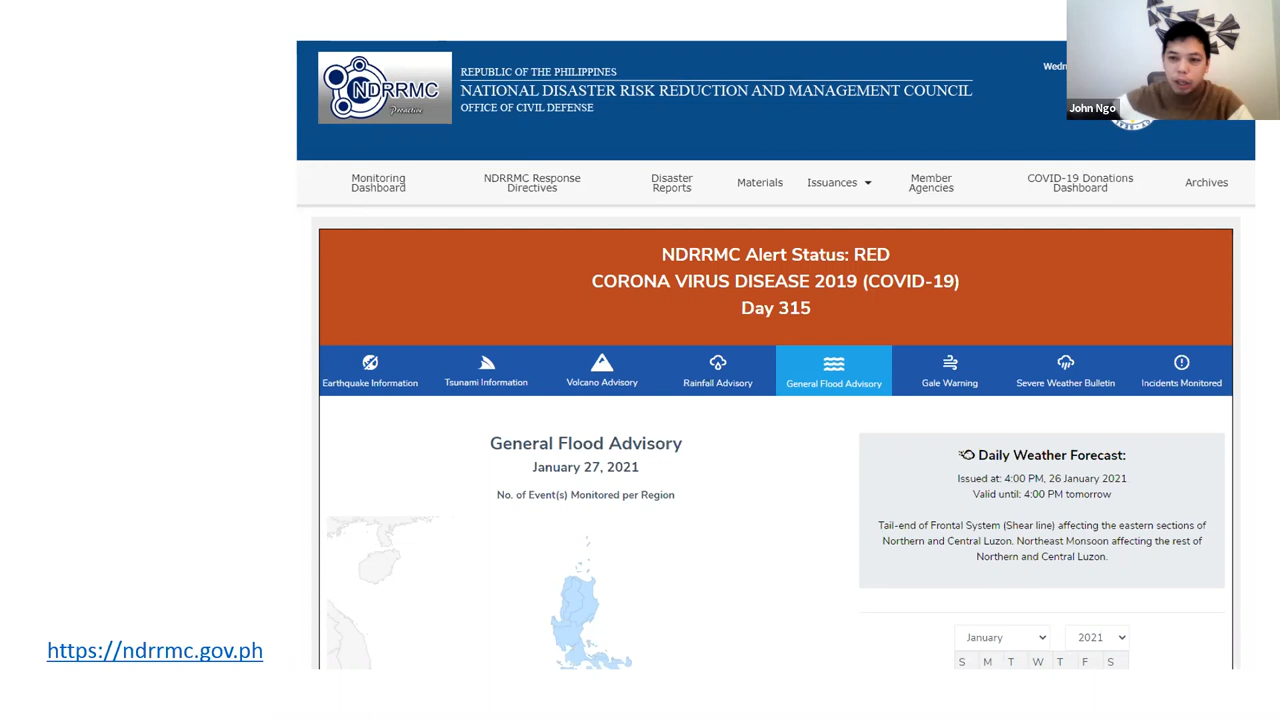 NDRRMC
Proactive
REPUBLIC OF THE PHILIPPINES
NATIONAL DISASTER RISK REDUCTION AND MANAGEMENT COUNCIL
OFFICE OF CIVIL DEFENSE
Wedn
John Ngo
Monitoring
Dashboard
NDRRMC Response
Directives
Disaster
Reports
Materials
Issuances
Member
Agencies
COVID-19 Donations
Dashboard
Archives
NDRRMC Alert Status: RED
CORONA VIRUS DISEASE 2019 (COVID-19)
Day 315
Earthquake Information
Tsunami Information
Volcano Advisory
Rainfall Advisory
General Flood Advisory
Gale Warning
Severe Weather Bulletin
Incidents Monitored
General Flood Advisory
January 27, 2021
No. of Event(s) Monitored per Region
Daily Weather Forecast:
Issued at: 4:00 PM, 26 January 2021
Valid until: 4:00 PM tomorrow
Tail-end of Frontal System (Shear line) affecting the eastern sections of
Northern and Central Luzon. Northeast Monsoon affecting the rest of
Northern and Central Luzon.
January 2021
S M T W T F S
https://ndrrmc.gov.ph